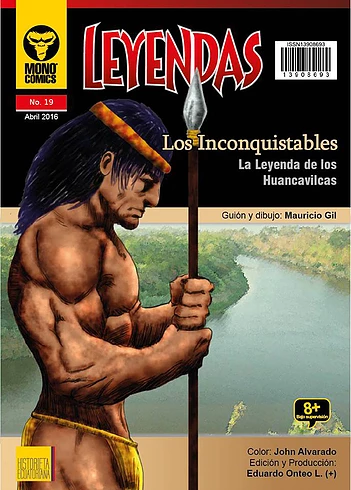 MONO
COMICS
LEYENDAS
ISSN13908693
13908693
No. 19
Abril 2016
Los Inconquistables
La Leyenda de los
Huancavilcas
Guión y dibujo: Mauricio Gil
8+
Bajo supervisión
HISTORIETA
ECUATORIANA
Color: John Alvarado
Edición y Producción:
Eduardo Onteo L. (+)